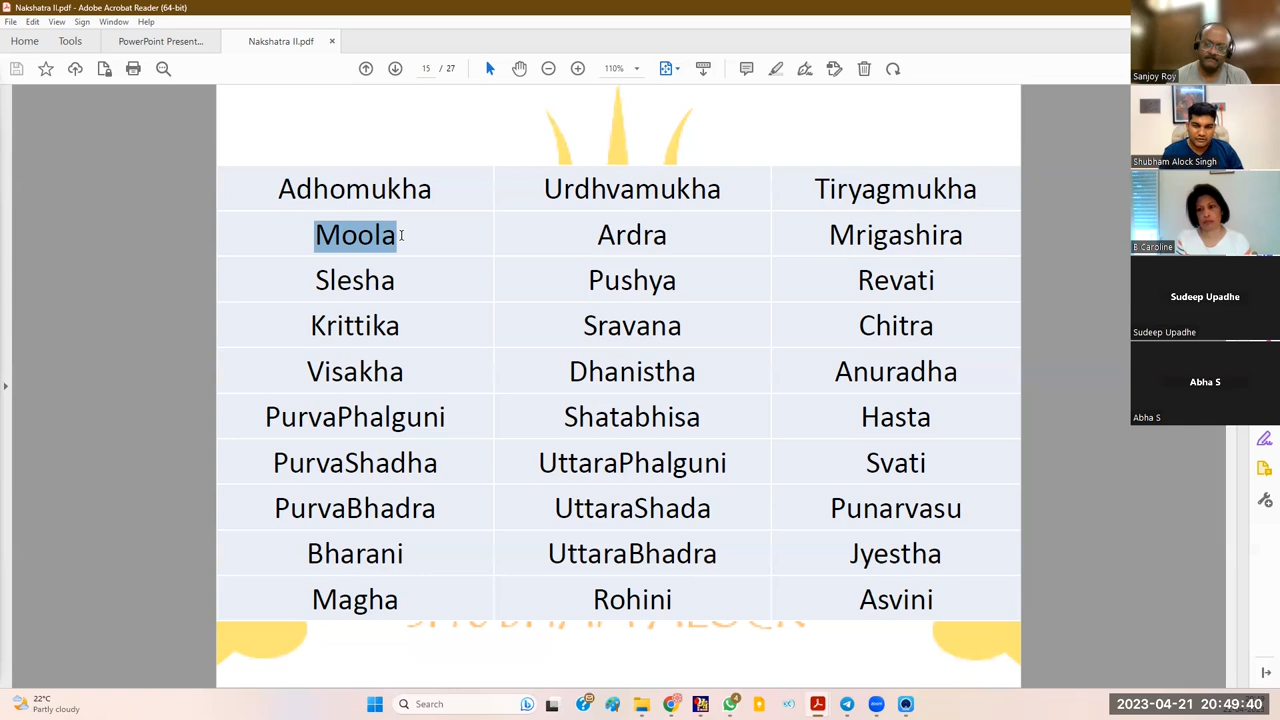 Nakshatra II.pdf - Adobe Acrobat Reader (64-bit)
File Edit View Sign Window Help
Home Tools PowerPoint Present... Nakshatra II.pdf ×
15 / 27 110%
Adhomukha Urdhvamukha Tiryagmukha
Moola Ardra Mrigashira
Slesha Pushya Revati
Krittika Sravana Chitra
Visakha Dhanistha Anuradha
PurvaPhalguni Shatabhisa Hasta
PurvaShadha UttaraPhalguni Svati
PurvaBhadra UttaraShada Punarvasu
Bharani UttaraBhadra Jyestha
Magha Rohini Asvini
Sanjoy Roy
Shubham Alock Singh
B Caroline
Sudeep Upadhe
Sudeep Upadhe
Abha S
Abha S
22°C
Partly cloudy
Search
4
2023-04-21 20:49:40